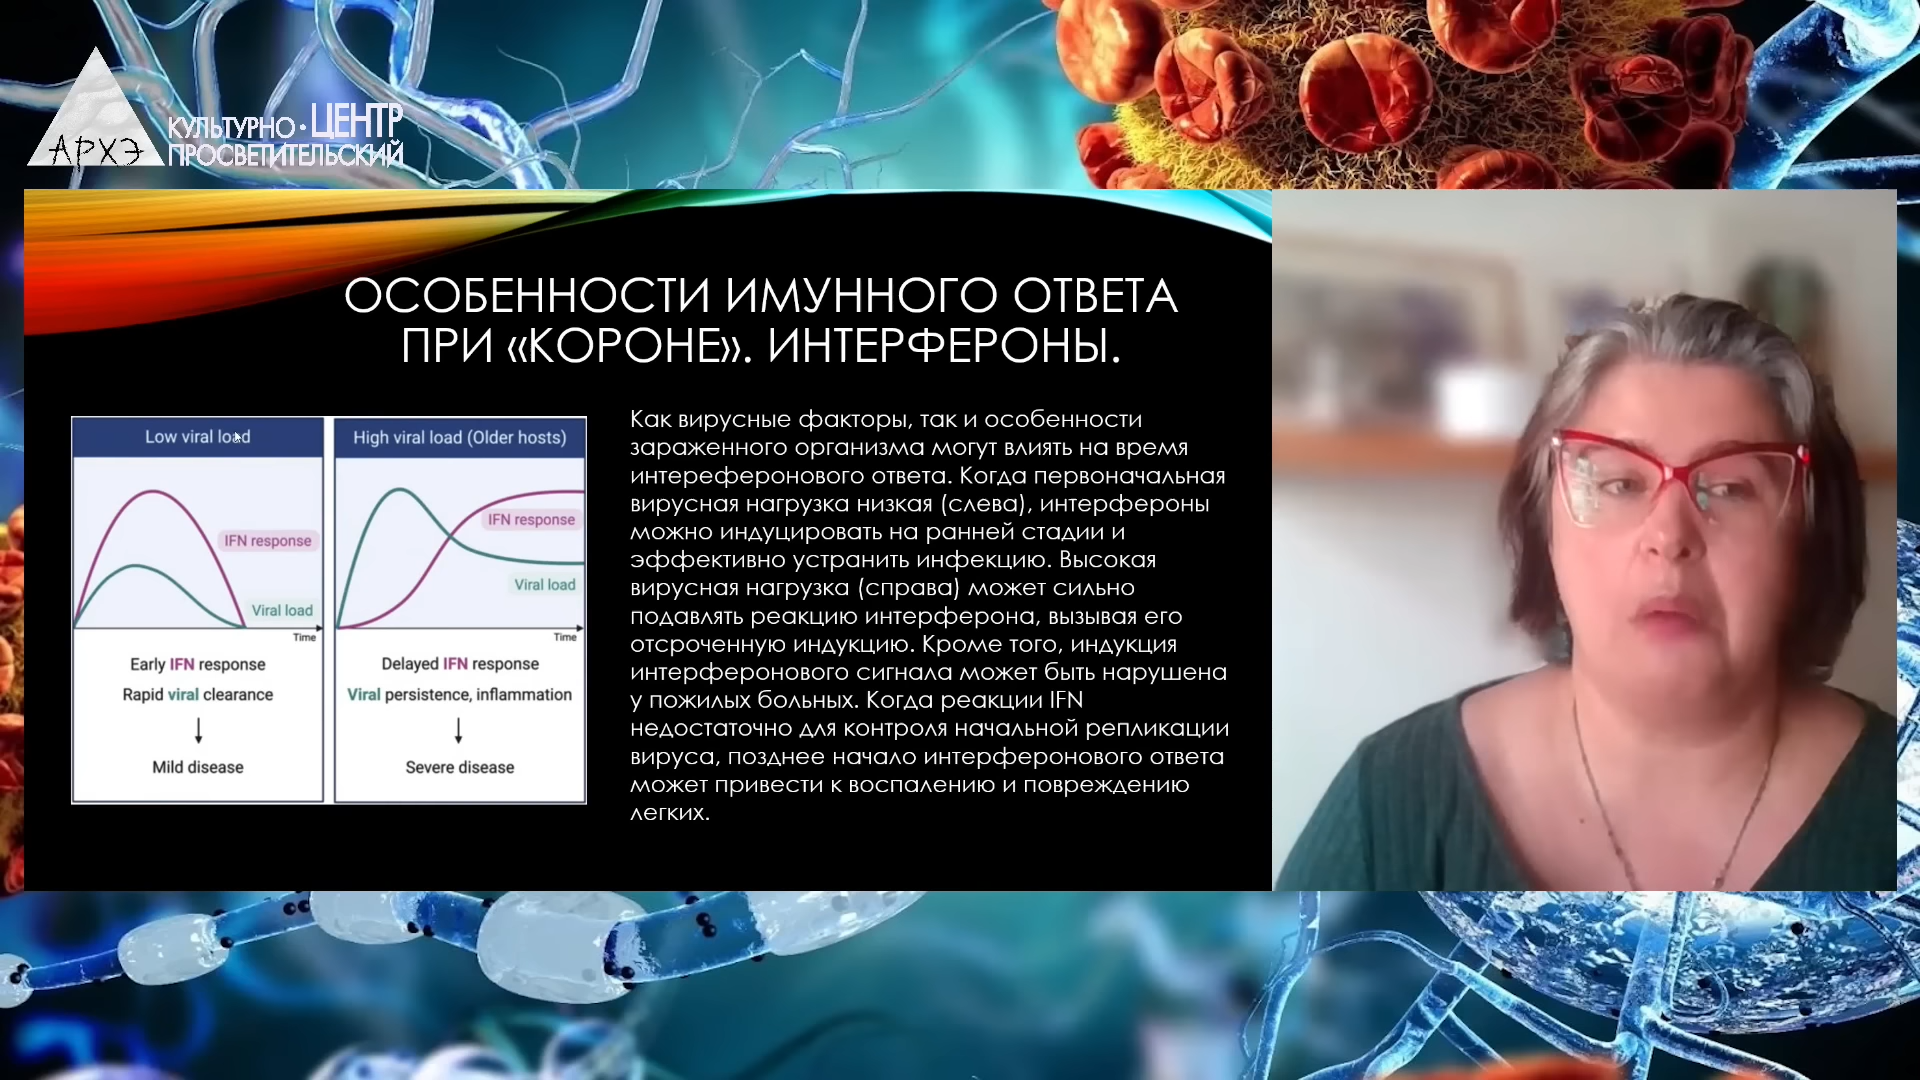 АРХЭ
КУЛЬТУРНО·ЦЕНТР
ПРОСВЕТИТЕЛЬСКИЙ
ОСОБЕННОСТИ ИМУННОГО ОТВЕТА
ПРИ «КОРОНЕ». ИНТЕРФЕРОНЫ.
Low viral load
IFN response
Viral load
Time
Early IFN response
Rapid viral clearance
Mild disease
High viral load (Older hosts)
IFN response
Viral load
Time
Delayed IFN response
Viral persistence, inflammation
Severe disease
Как вирусные факторы, так и особенности
зараженного организма могут влиять на время
интереферонового ответа. Когда первоначальная
вирусная нагрузка низкая (слева), интерфероны
можно индуцировать на ранней стадии и
эффективно устранить инфекцию. Высокая
вирусная нагрузка (справа) может сильно
подавлять реакцию интерферона, вызывая его
отсроченную индукцию. Кроме того, индукция
интерферонового сигнала может быть нарушена
у пожилых больных. Когда реакции IFN
недостаточно для контроля начальной репликации
вируса, позднее начало интерферонового ответа
может привести к воспалению и повреждению
легких.